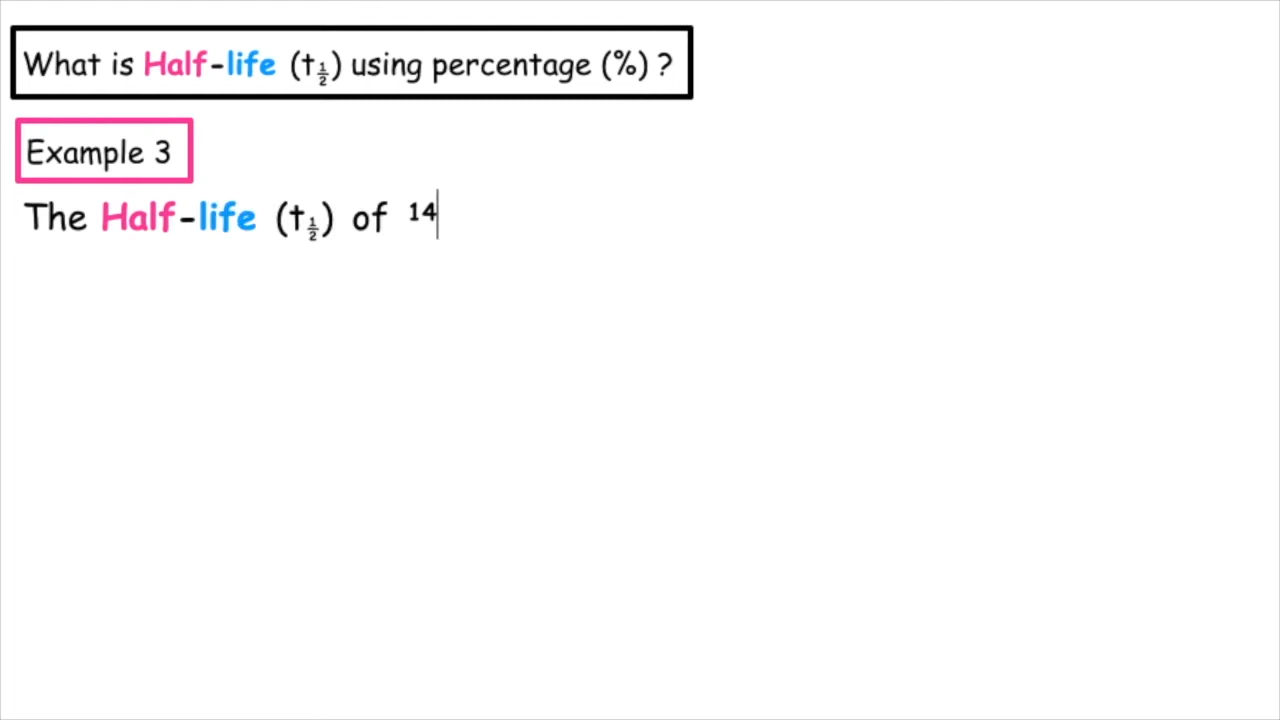 What is Half-life (t½) using percentage (%) ?
Example 3
The Half-life (t½) of ¹⁴